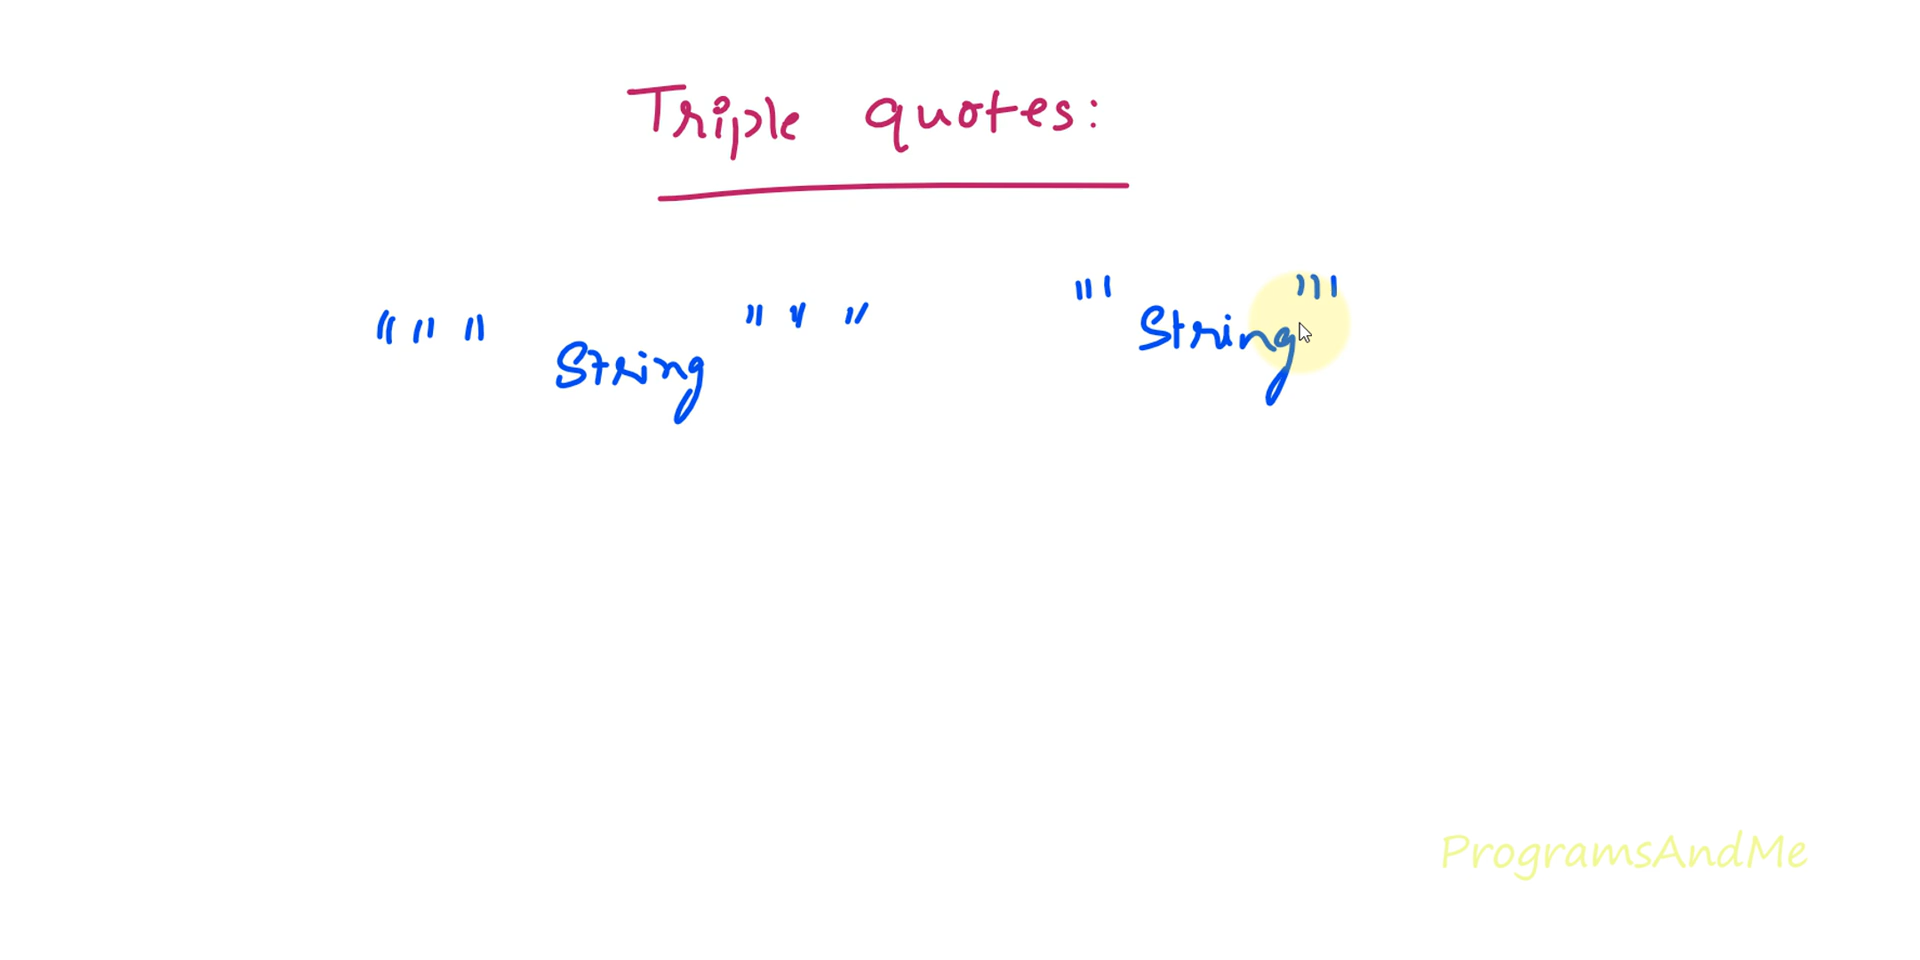 Triple quotes:
""" String """ ''' String '''
ProgramsAndMe